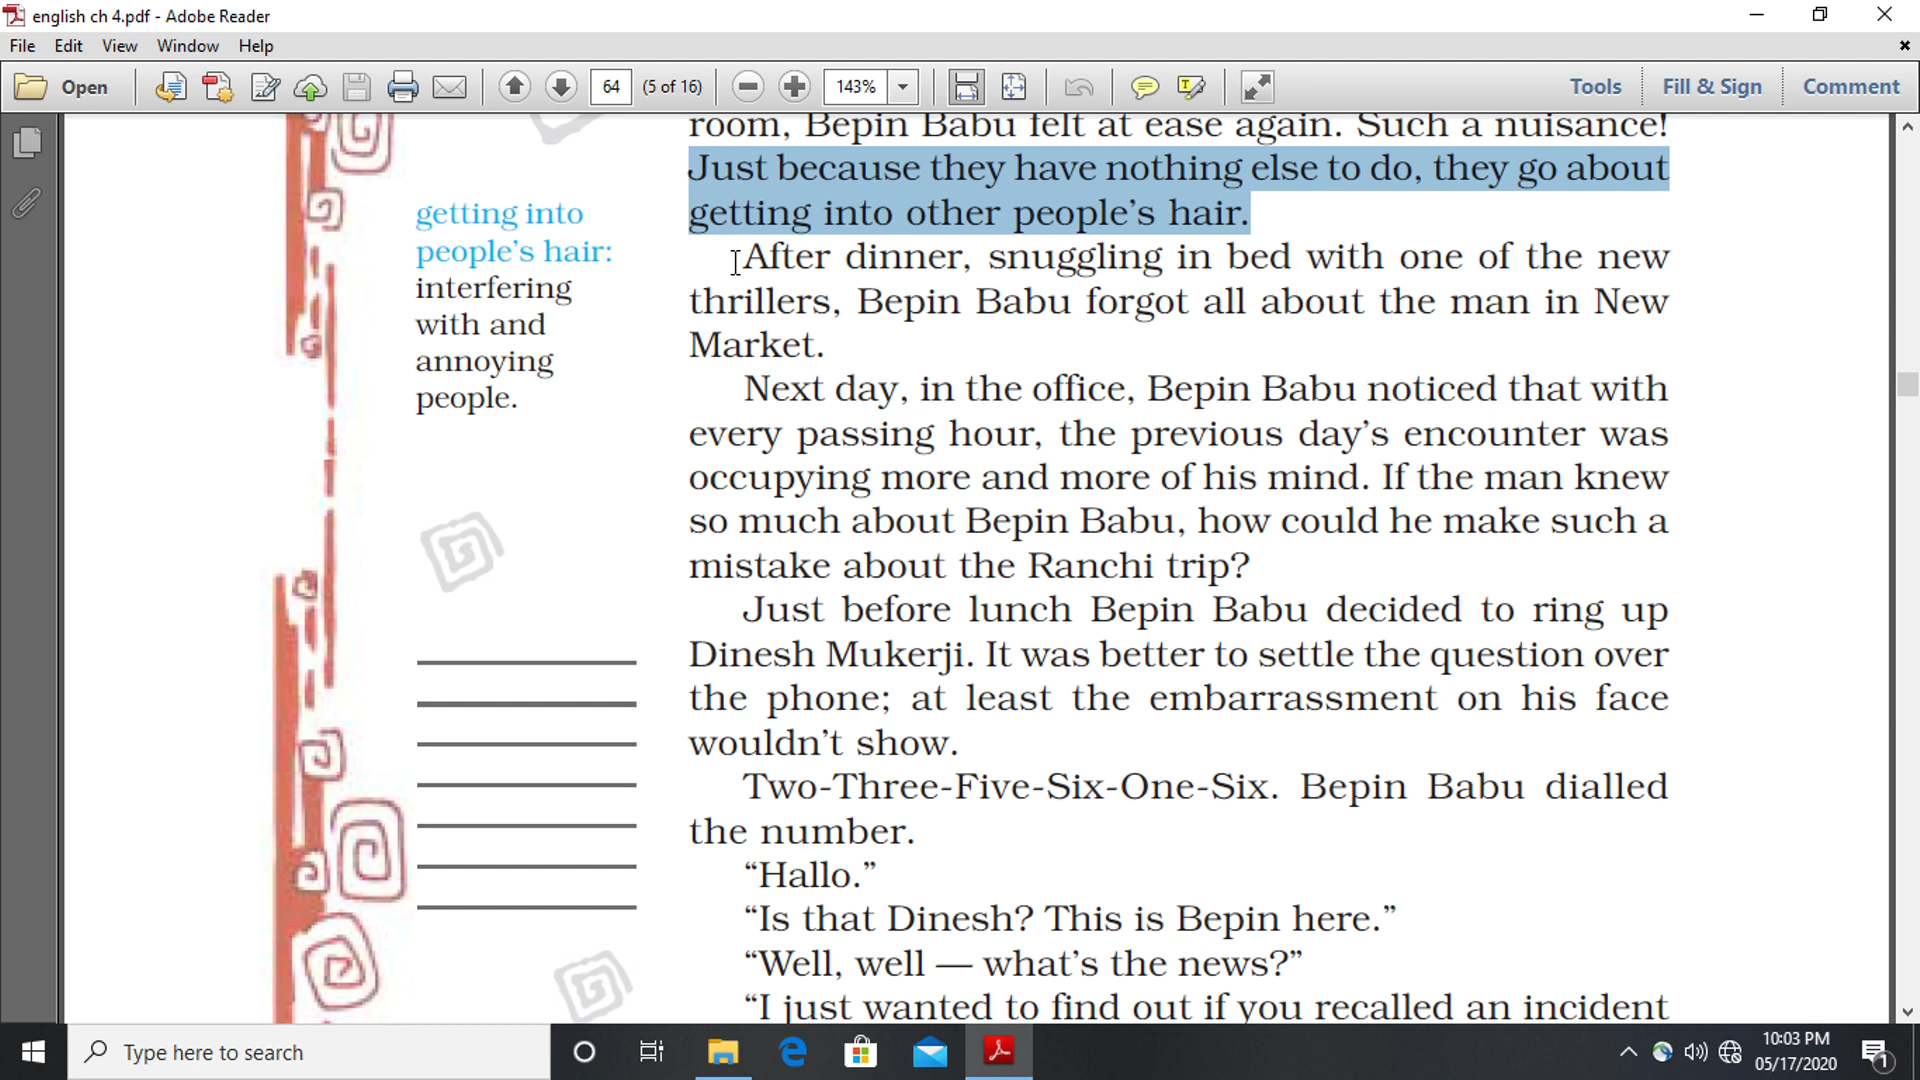 english ch 4.pdf - Adobe Reader
File Edit View Window Help
Open 64 (5 of 16) 143% Tools Fill & Sign Comment
room, Bepin Babu felt at ease again. Such a nuisance!
Just because they have nothing else to do, they go about
getting into other people's hair.
getting into
people's hair:
interfering
with and
annoying
people.
After dinner, snuggling in bed with one of the new
thrillers, Bepin Babu forgot all about the man in New
Market.
Next day, in the office, Bepin Babu noticed that with
every passing hour, the previous day's encounter was
occupying more and more of his mind. If the man knew
so much about Bepin Babu, how could he make such a
mistake about the Ranchi trip?
Just before lunch Bepin Babu decided to ring up
Dinesh Mukerji. It was better to settle the question over
the phone; at least the embarrassment on his face
wouldn't show.
Two-Three-Five-Six-One-Six. Bepin Babu dialled
the number.
“Hallo.”
“Is that Dinesh? This is Bepin here.”
“Well, well — what's the news?”
“I just wanted to find out if you recalled an incident
Type here to search
10:03 PM
05/17/2020
1